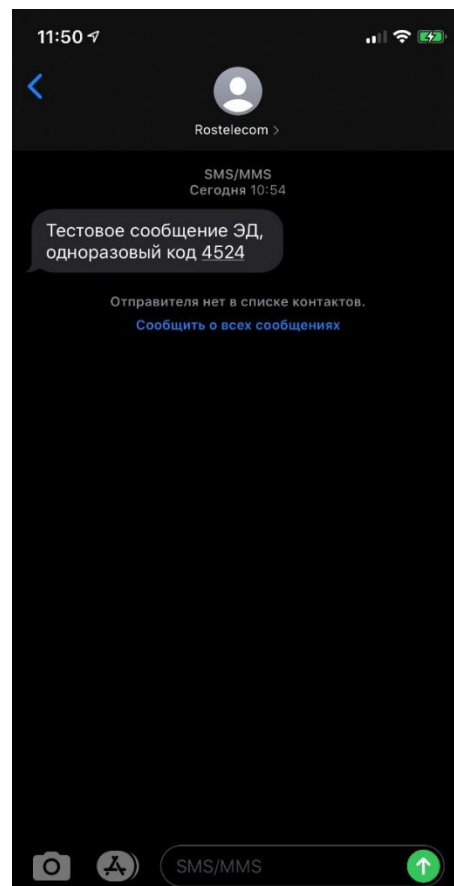 11:50
Rostelecom >
SMS/MMS
Сегодня 10:54
Тестовое сообщение ЭД,
одноразовый код 4524
Отправителя нет в списке контактов.
Сообщить о всех сообщениях
SMS/MMS